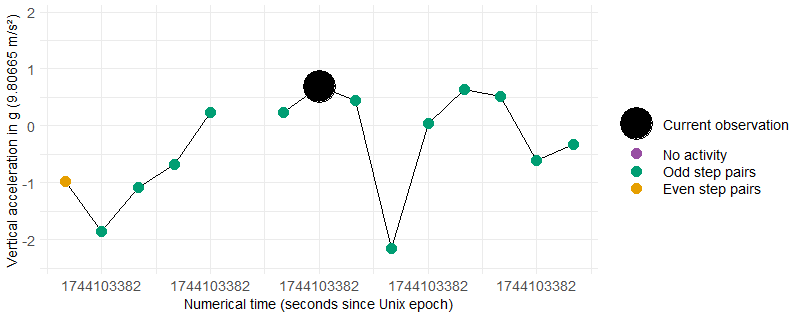 Vertical acceleration in g (9.80665 m/s²)
2
1
0
-1
-2
1744103382 1744103382 1744103382 1744103382 1744103382
Numerical time (seconds since Unix epoch)
Current observation
No activity
Odd step pairs
Even step pairs